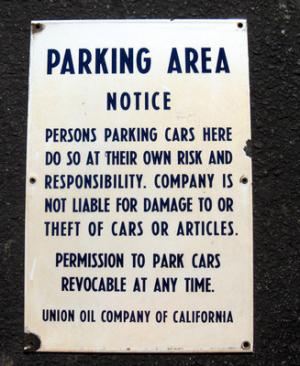 PARKING AREA
NOTICE
PERSONS PARKING CARS HERE
DO SO AT THEIR OWN RISK AND
RESPONSIBILITY. COMPANY IS
NOT LIABLE FOR DAMAGE TO OR
THEFT OF CARS OR ARTICLES.
PERMISSION TO PARK CARS
REVOCABLE AT ANY TIME.
UNION OIL COMPANY OF CALIFORNIA